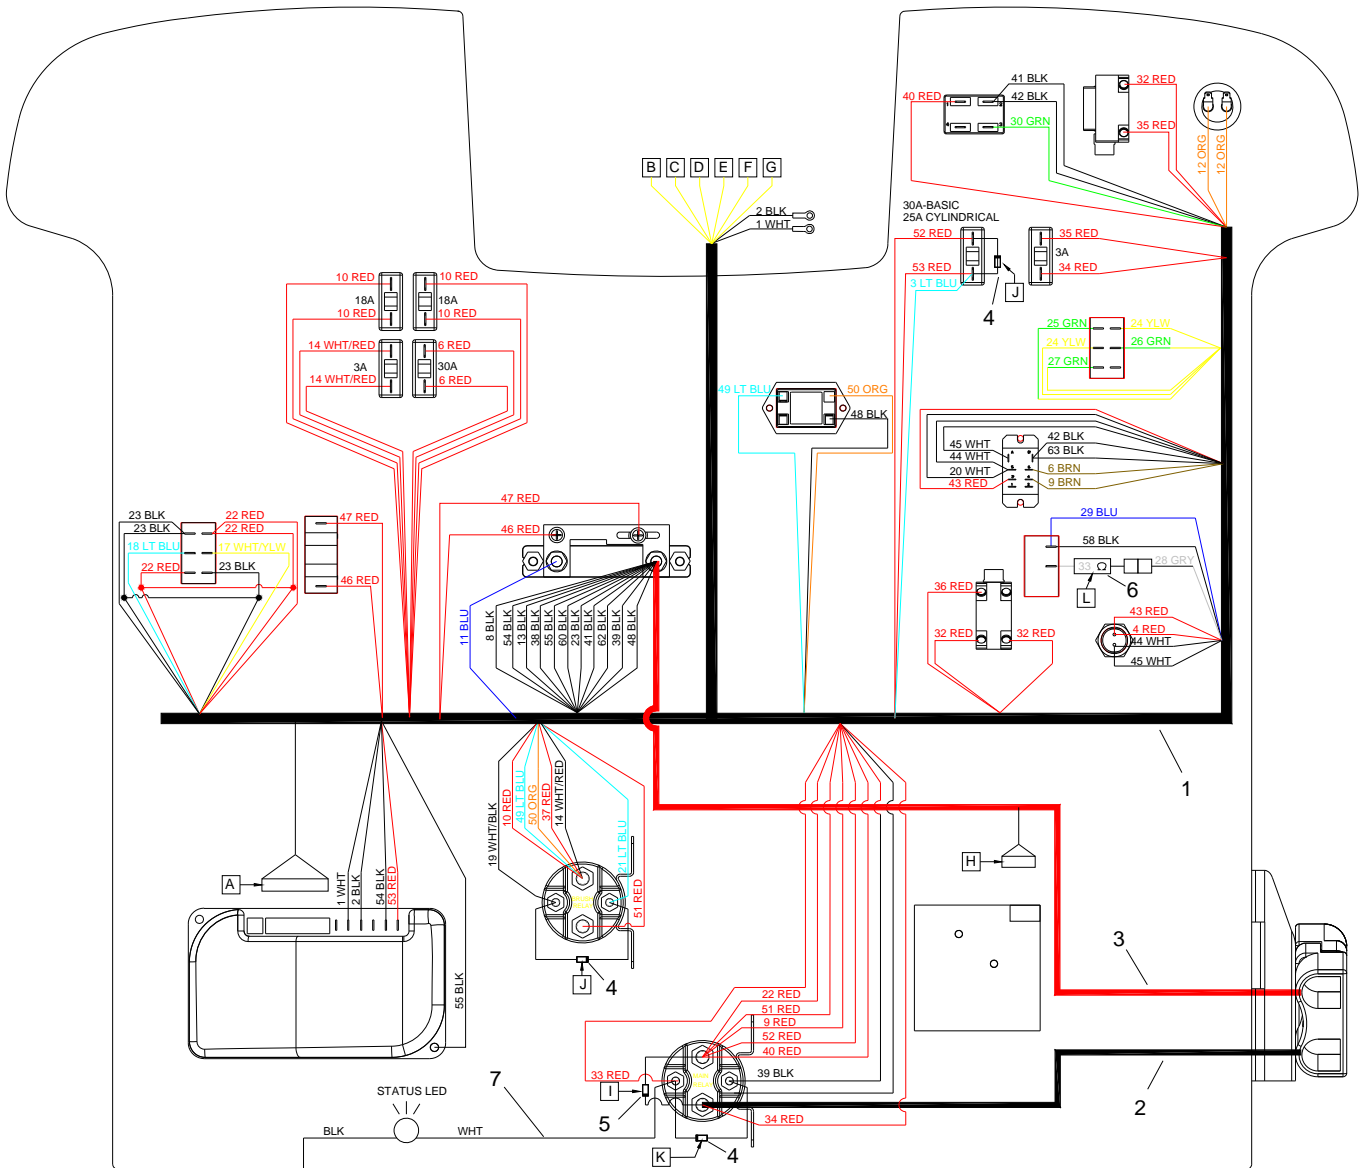 41 BLK
32 RED
40 RED
42 BLK
30 GRN
35 RED
12 ORG
12 ORG
B C D E F G
2 BLK
1 WHT
30A-BASIC
25A CYLINDRICAL
52 RED
35 RED
3A
53 RED
34 RED
3 LT BLU
J
4
10 RED
10 RED
18A
18A
10 RED
10 RED
14 WHT/RED
6 RED
3A
30A
14 WHT/RED
6 RED
25 GRN
24 YLW
24 YLW
26 GRN
27 GRN
49 LT BLU
50 ORG
48 BLK
45 WHT
42 BLK
44 WHT
63 BLK
20 WHT
6 BRN
43 RED
9 BRN
47 RED
46 RED
23 BLK
22 RED
23 BLK
22 RED
18 LT BLU
17 WHT/YLW
22 RED
23 BLK
47 RED
46 RED
29 BLU
58 BLK
33 Ω
28 GRY
L
6
36 RED
32 RED
32 RED
43 RED
4 RED
44 WHT
45 WHT
11 BLU
8 BLK
54 BLK
13 BLK
38 BLK
55 BLK
60 BLK
23 BLK
41 BLK
62 BLK
39 BLK
48 BLK
1
19 WHT/BLK
10 RED
49 LT BLU
50 ORG
37 RED
14 WHT/RED
21 LT BLU
51 RED
A
1 WHT
2 BLK
54 BLK
53 RED
55 BLK
H
J
4
3
22 RED
51 RED
9 RED
52 RED
40 RED
33 RED
39 BLK
I
5
34 RED
K
4
2
7
STATUS LED
BLK
WHT